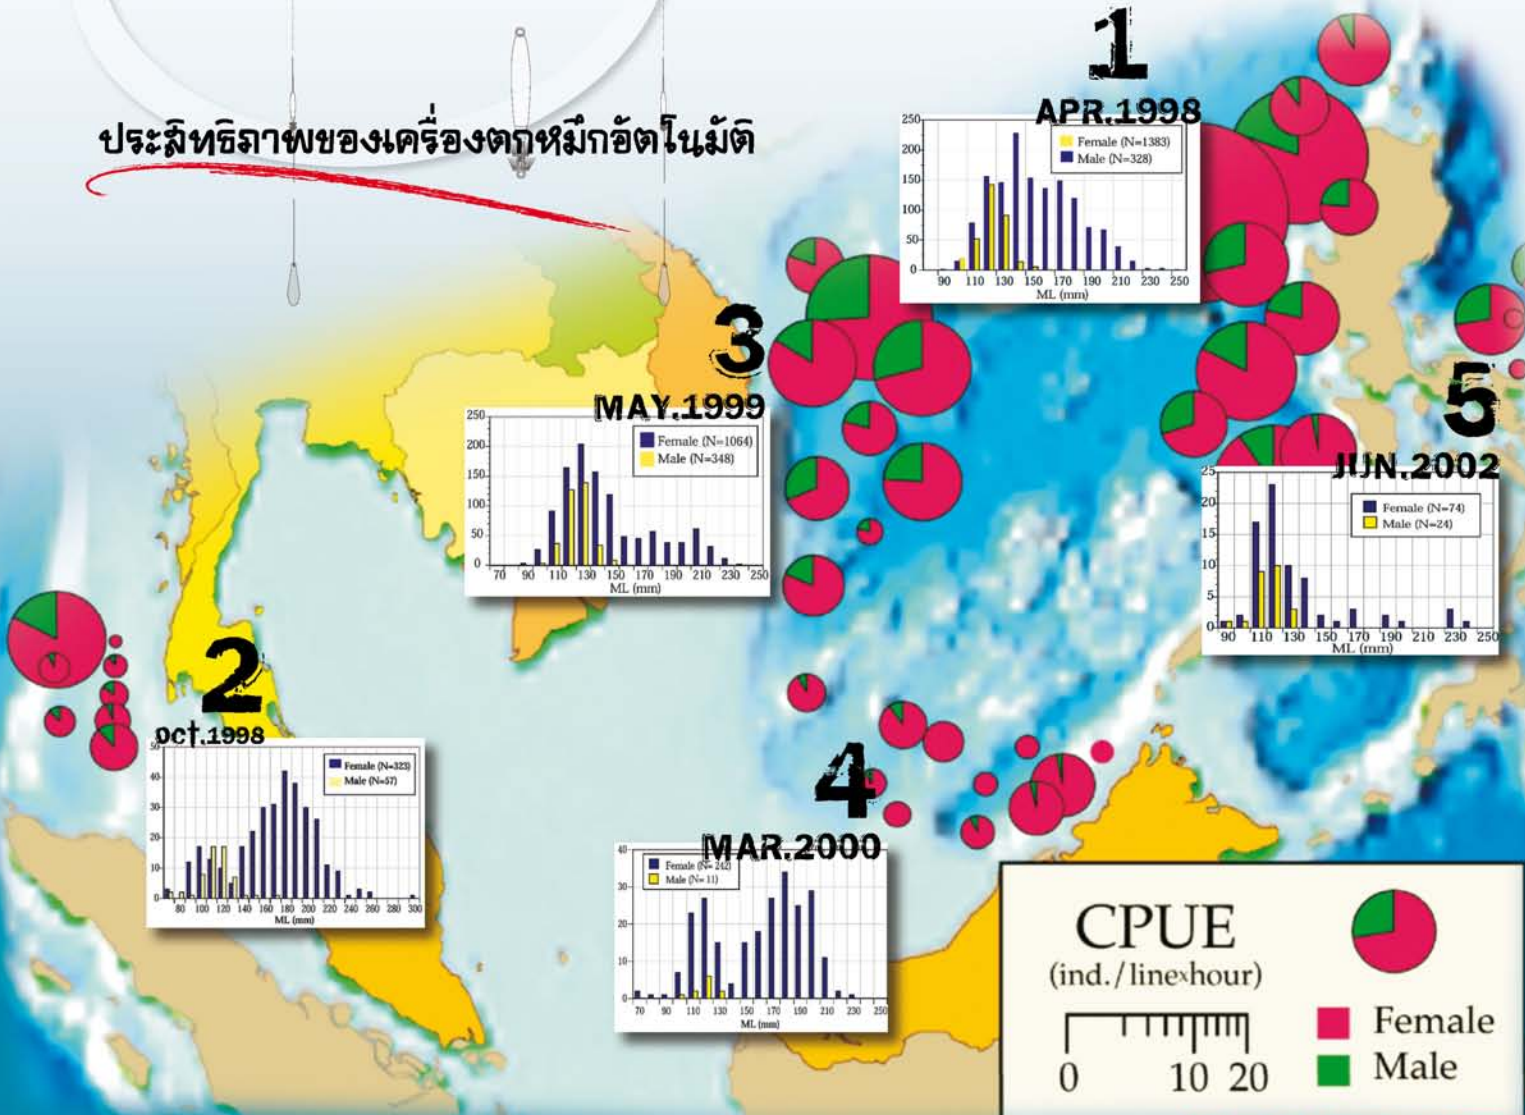 ประสิทธิภาพของเครื่องตกหมึกอัตโนมัติ
1
APR.1998
250
200
150
100
50
0
Female (N=1383)
Male (N=328)
90 110 130 150 170 190 210 230 250
ML (mm)
3
MAY.1999
250
200
150
100
50
0
Female (N=1064)
Male (N=348)
70 90 110 130 150 170 190 210 230 250
ML (mm)
5
JUN.2002
25
20
15
10
5
0
Female (N=74)
Male (N=24)
90 110 130 150 170 190 210 230 250
ML (mm)
2
OCT.1998
50
40
30
20
10
0
Female (N=323)
Male (N=57)
80 100 120 140 160 180 200 220 240 260 280 300
ML (mm)
4
MAR.2000
40
30
20
10
0
Female (N=242)
Male (N=11)
70 90 110 130 150 170 190 210 230 250
ML (mm)
CPUE
(ind./line×hour)
0 10 20
Female
Male